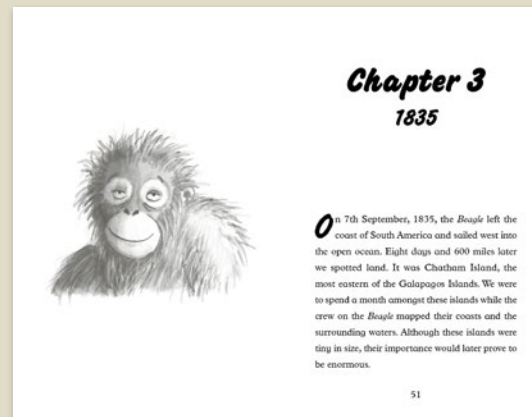 Chapter 3
1835
On 7th September, 1835, the Beagle left the
coast of South America and sailed west into
the open ocean. Eight days and 600 miles later
we spotted land. It was Chatham Island, the
most eastern of the Galapagos Islands. We were
to spend a month amongst these islands while the
crew on the Beagle mapped their coasts and the
surrounding waters. Although these islands were
tiny in size, their importance would later prove to
be enormous.
51